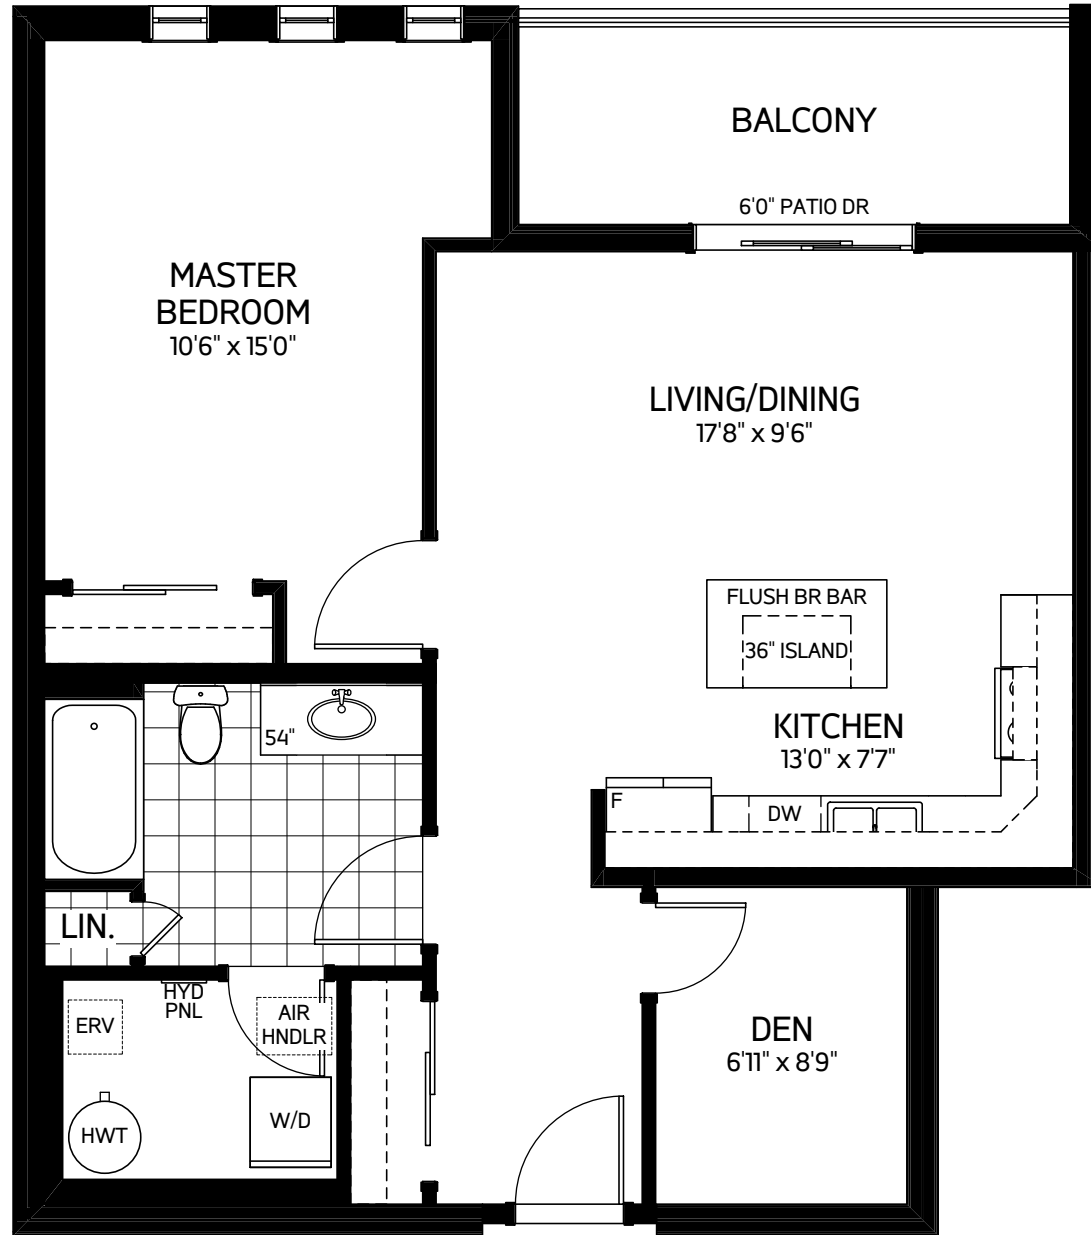 BALCONY
6'0" PATIO DR
MASTER
BEDROOM
10'6" x 15'0"
LIVING/DINING
17'8" x 9'6"
FLUSH BR BAR
36" ISLAND
KITCHEN
13'0" x 7'7"
54"
F
DW
LIN.
HYD
PNL
ERV
AIR
HNDLR
DEN
6'11" x 8'9"
W/D
HWT